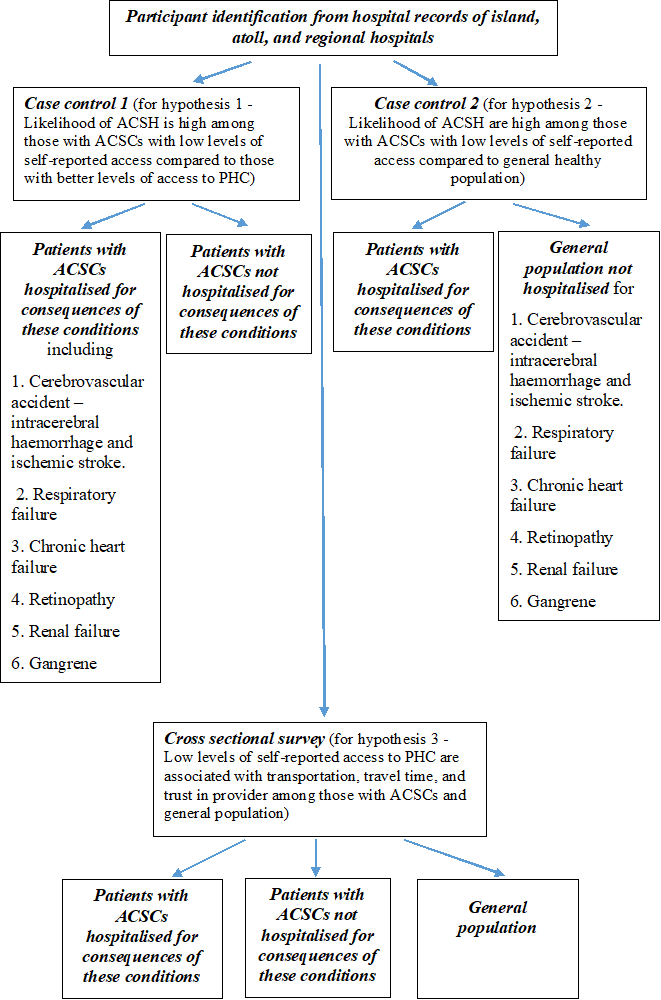 Participant identification from hospital records of island,
atoll, and regional hospitals
Case control 1 (for hypothesis 1 -
Likelihood of ACSH is high among
those with ACSCs with low levels of
self-reported access compared to those
with better levels of access to PHC)
Case control 2 (for hypothesis 2 -
Likelihood of ACSH are high among those
with ACSCs with low levels of self-reported
access compared to general healthy
population)
Patients with
ACSCs
hospitalised for
consequences of
these conditions
including
1. Cerebrovascular
accident –
intracerebral
haemorrhage and
ischemic stroke.
2. Respiratory
failure
3. Chronic heart
failure
4. Retinopathy
5. Renal failure
6. Gangrene
Patients with
ACSCs not
hospitalised for
consequences of
these conditions
Patients with
ACSCs
hospitalised for
consequences of
these conditions
General
population not
hospitalised for
1. Cerebrovascular
accident –
intracerebral
haemorrhage and
ischemic stroke.
2. Respiratory
failure
3. Chronic heart
failure
4. Retinopathy
5. Renal failure
6. Gangrene
Cross sectional survey (for hypothesis 3 -
Low levels of self-reported access to PHC are
associated with transportation, travel time, and
trust in provider among those with ACSCs and
general population)
Patients with
ACSCs
hospitalised for
consequences of
these conditions
Patients with
ACSCs not
hospitalised for
consequences of
these conditions
General
population